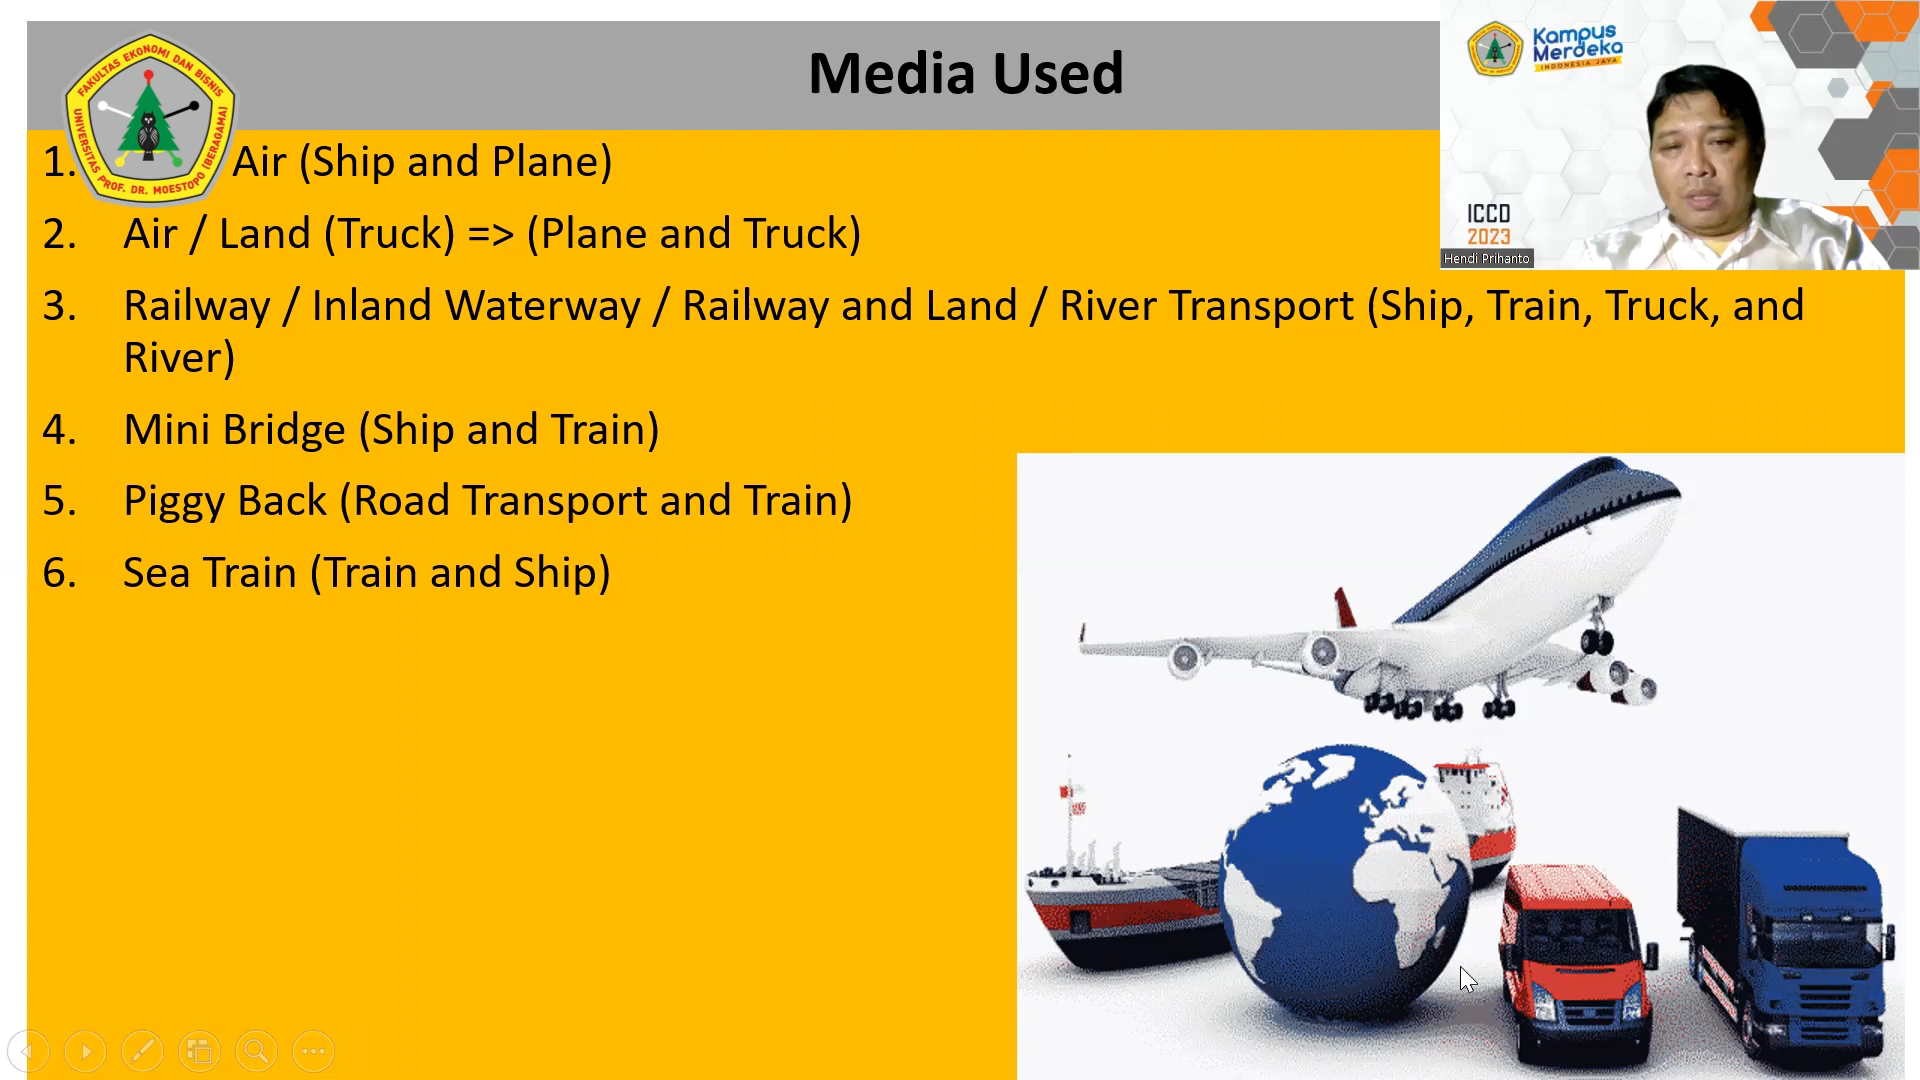 Media Used
FAKULTAS EKONOMI DAN BISNIS
UNIVERSITAS PROF. DR. MOESTOPO (BERAGAMA)
1. Air (Ship and Plane)
2. Air / Land (Truck) => (Plane and Truck)
3. Railway / Inland Waterway / Railway and Land / River Transport (Ship, Train, Truck, and
River)
4. Mini Bridge (Ship and Train)
5. Piggy Back (Road Transport and Train)
6. Sea Train (Train and Ship)
Kampus
Merdeka
INDONESIA JAYA
ICCD
2023
Hendi Prihanto